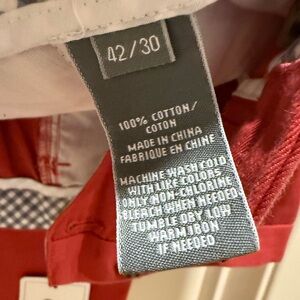 42/30
100% COTTON/
COTON
MADE IN CHINA
FABRIQUE EN CHINE
MACHINE WASH COLD
WITH LIKE COLORS
ONLY NON-CHLORINE
BLEACH WHEN NEEDED
TUMBLE DRY LOW
WARM IRON
IF NEEDED